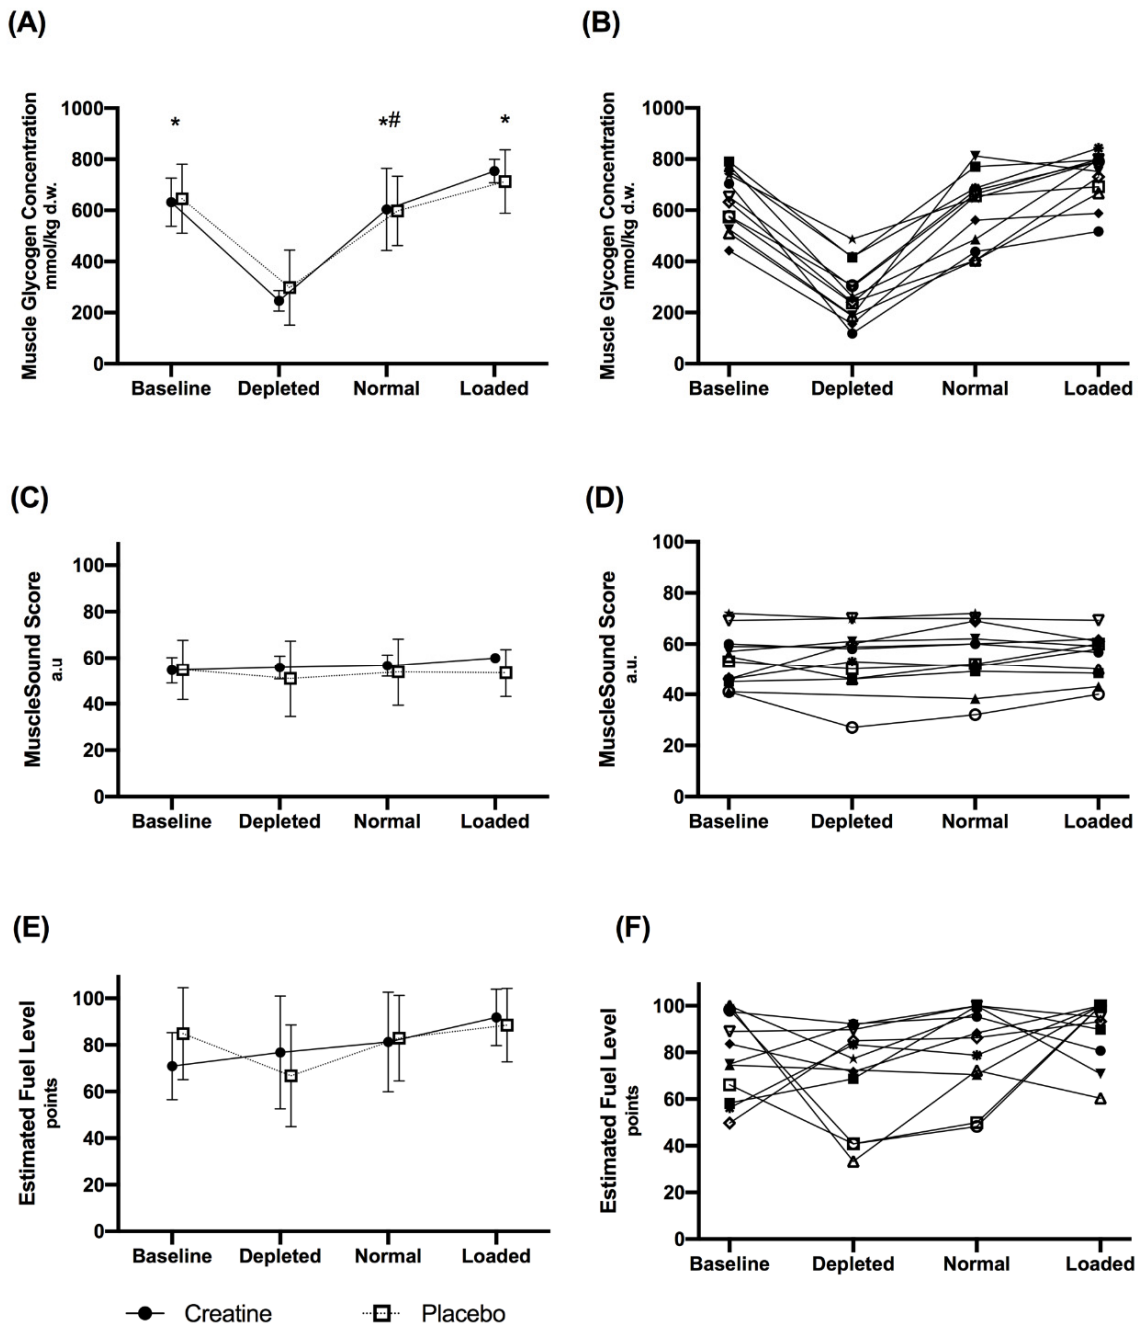 (A)
Muscle Glycogen Concentration
mmol/kg d.w.
1000
800
600
400
200
0
*
*#
*
Baseline
Depleted
Normal
Loaded
(B)
Muscle Glycogen Concentration
mmol/kg d.w.
1000
800
600
400
200
0
Baseline
Depleted
Normal
Loaded
(C)
MuscleSound Score
a.u
100
80
60
40
20
0
Baseline
Depleted
Normal
Loaded
(D)
MuscleSound Score
a.u.
100
80
60
40
20
0
Baseline
Depleted
Normal
Loaded
(E)
Estimated Fuel Level
points
100
80
60
40
20
0
Baseline
Depleted
Normal
Loaded
(F)
Estimated Fuel Level
points
100
80
60
40
20
0
Baseline
Depleted
Normal
Loaded
Creatine
Placebo